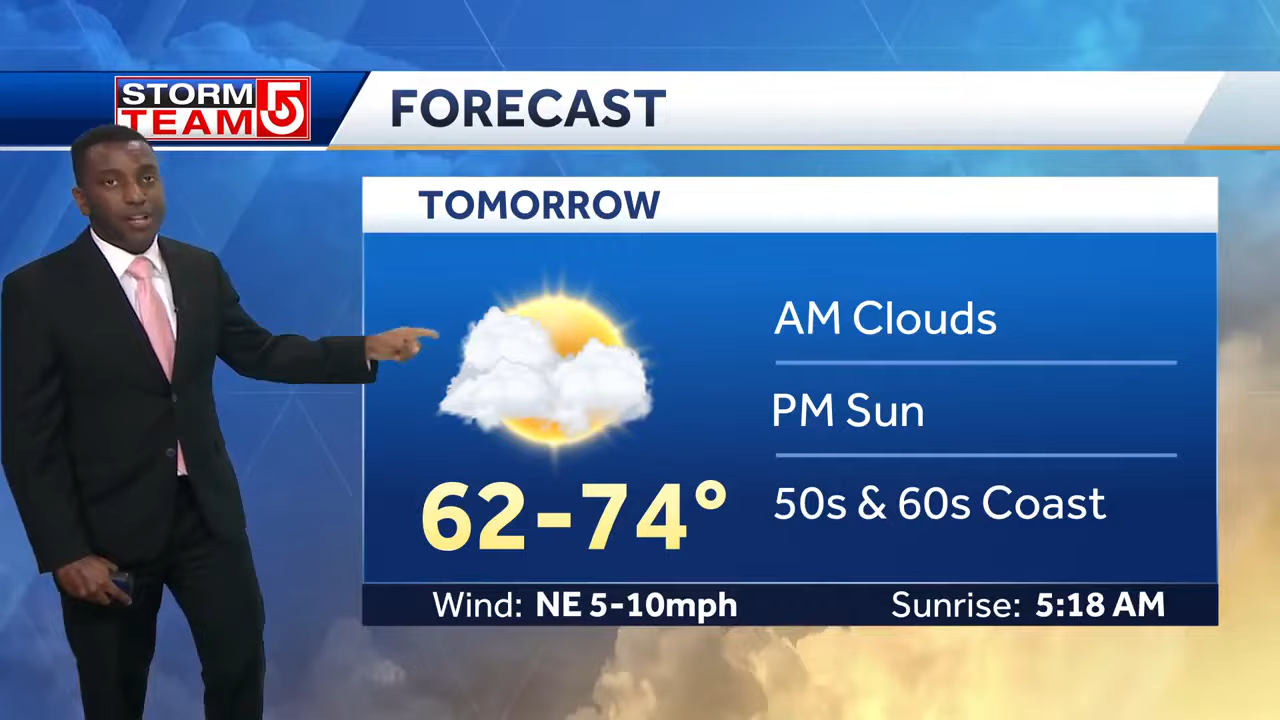 STORM
TEAM 5
FORECAST
TOMORROW
AM Clouds
PM Sun
62-74°
50s & 60s Coast
Wind: NE 5-10mph
Sunrise: 5:18 AM